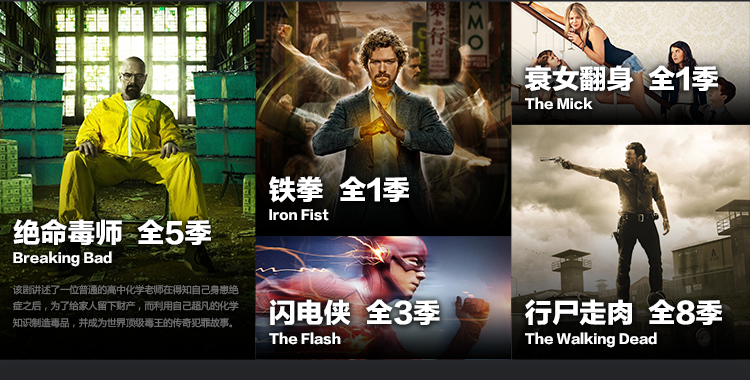 绝命毒师 全5季
Breaking Bad
该剧讲述了一位普通的高中化学老师在得知自己身患绝
症之后，为了给家人留下财产，而利用自己超凡的化学
知识制造毒品，并成为世界顶级毒王的传奇犯罪故事。
铁拳 全1季
Iron Fist
闪电侠 全3季
The Flash
衰女翻身 全1季
The Mick
行尸走肉 全8季
The Walking Dead